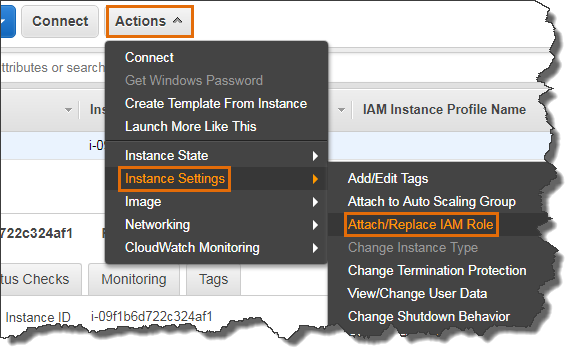 Connect
Actions
attributes or search
Ins
IAM Instance Profile Name
i-09f
Connect
Get Windows Password
Create Template From Instance
Launch More Like This
Instance State
Instance Settings
Image
Networking
CloudWatch Monitoring
Add/Edit Tags
Attach to Auto Scaling Group
Attach/Replace IAM Role
Change Instance Type
Change Termination Protection
View/Change User Data
Change Shutdown Behavior
d722c324af1
tus Checks
Monitoring
Tags
Instance ID
i-09f1b6d722c324af1